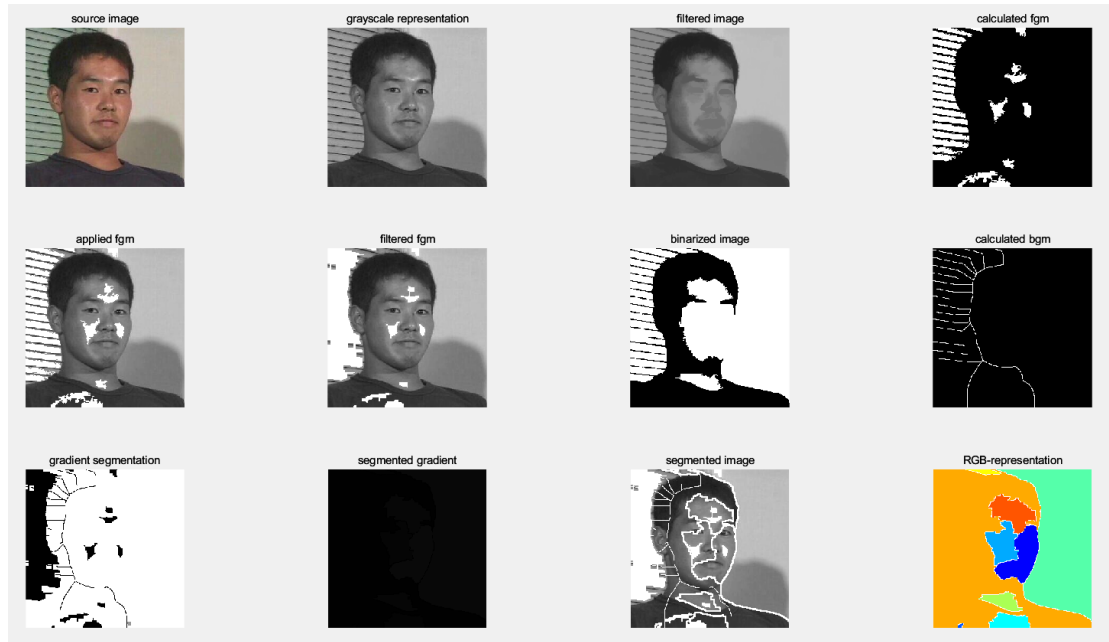 source image
grayscale representation
filtered image
calculated fgm
applied fgm
filtered fgm
binarized image
calculated bgm
gradient segmentation
segmented gradient
segmented image
RGB-representation